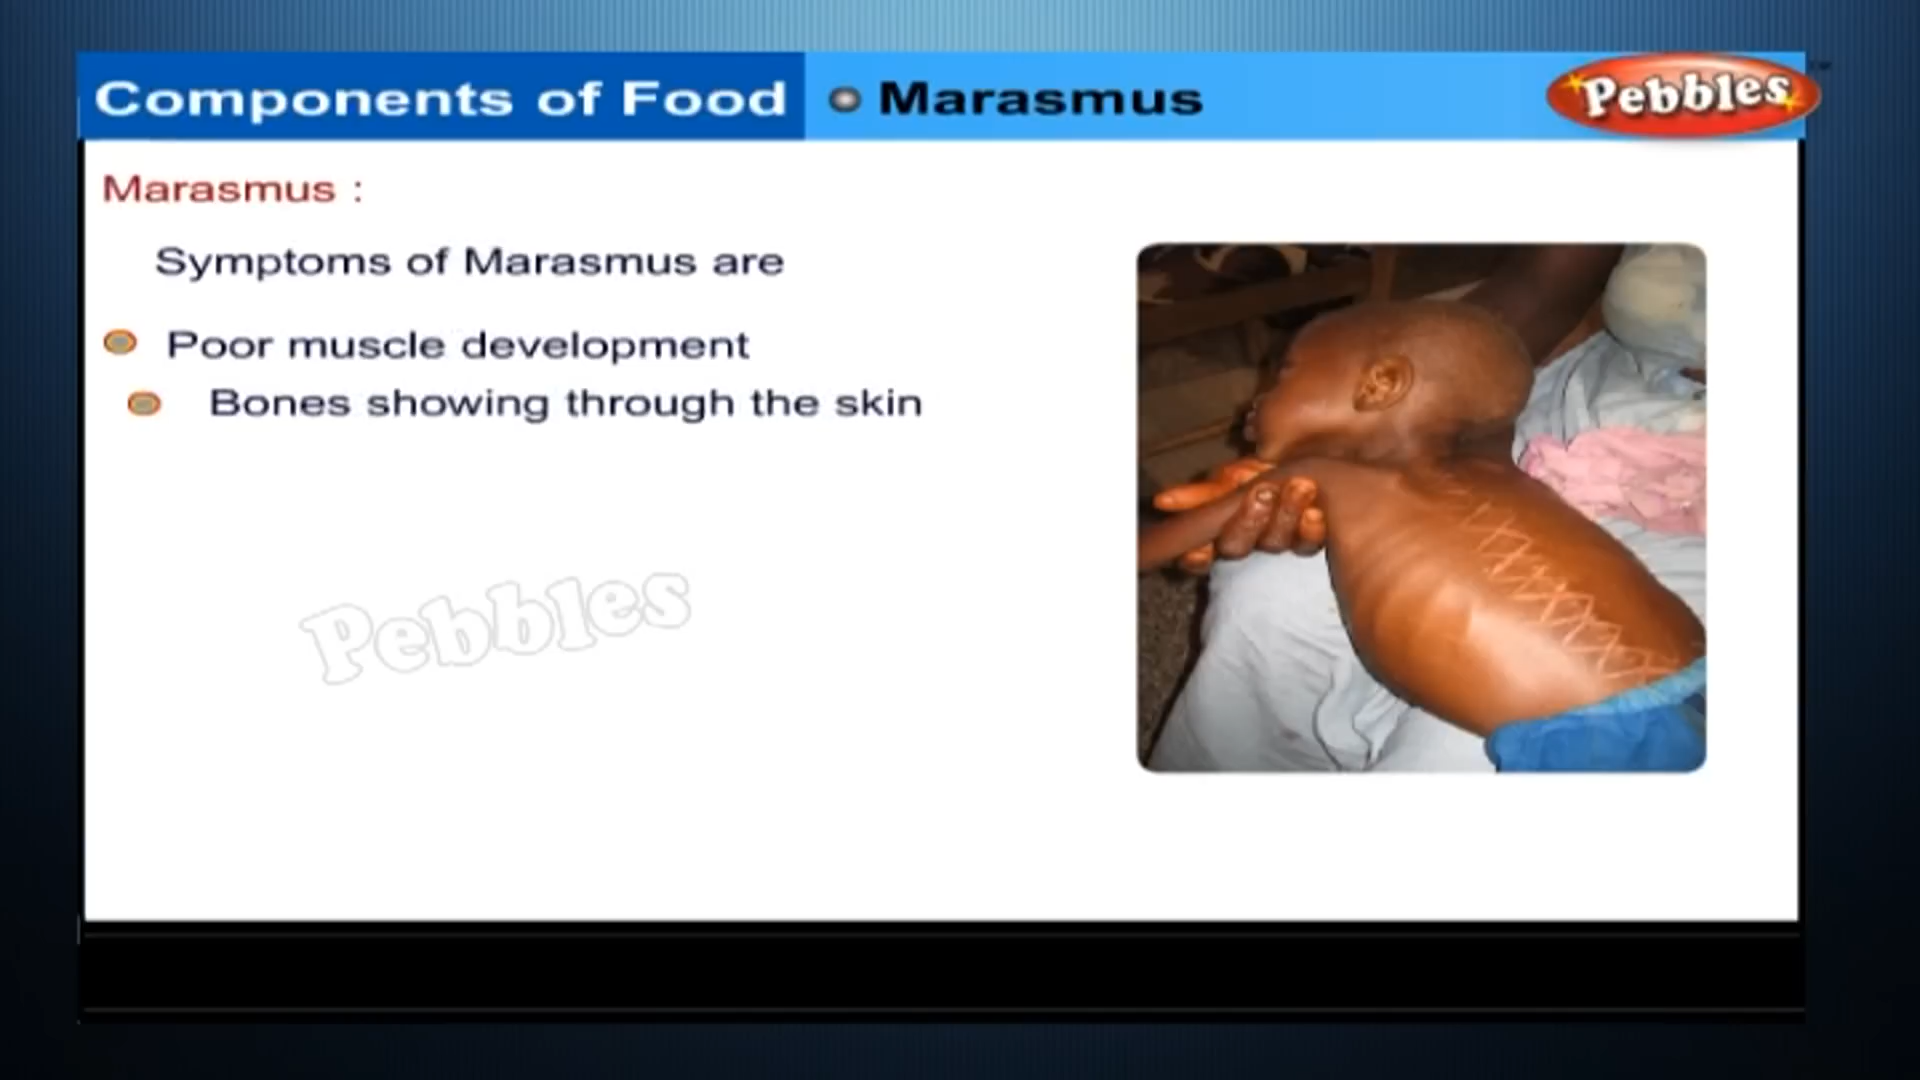 Components of Food
Marasmus
Pebbles
Marasmus :
Symptoms of Marasmus are
Poor muscle development
Bones showing through the skin
Pebbles